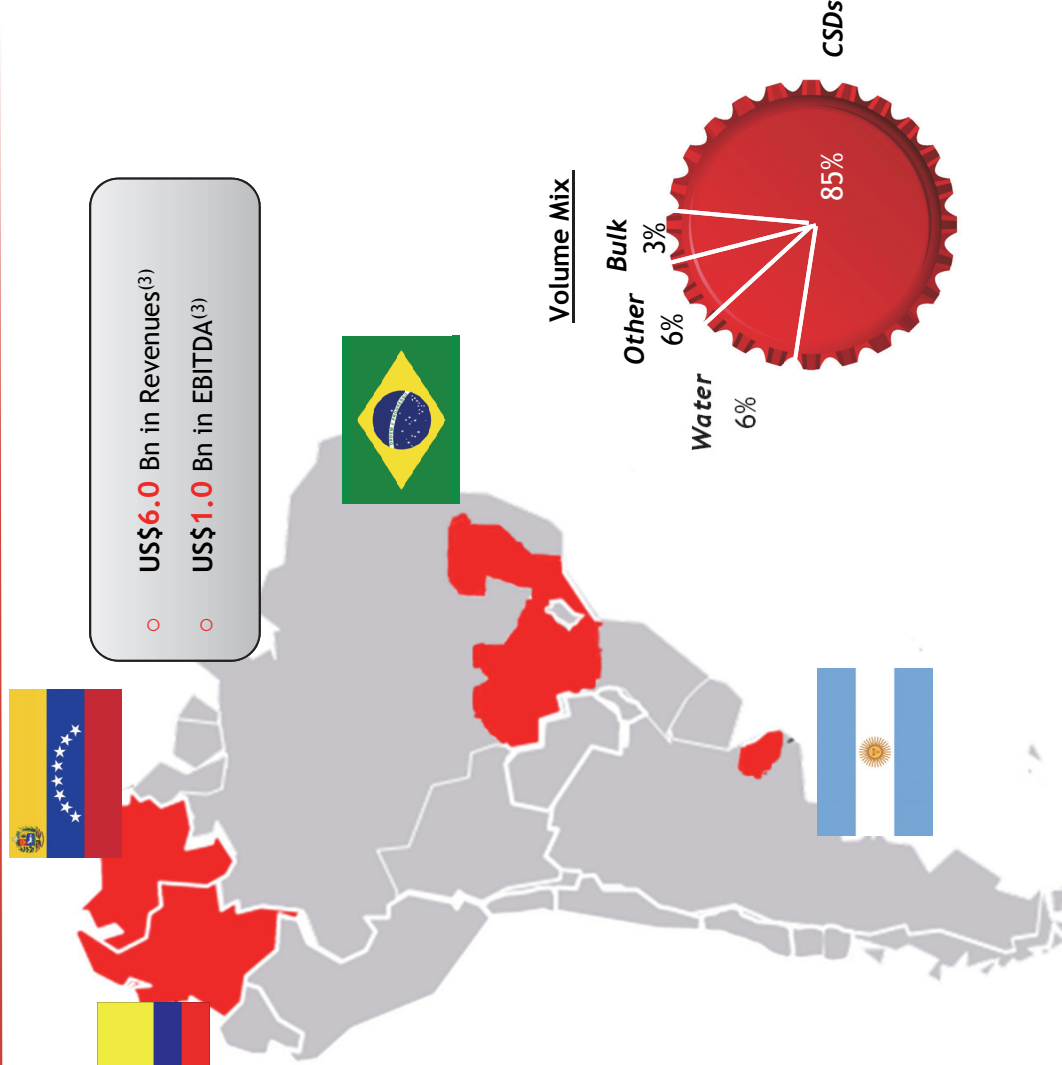 ○ US$6.0 Bn in Revenues(3)
○ US$1.0 Bn in EBITDA(3)
Volume Mix
Bulk
3%
Other
6%
Water
6%
85%
CSDs